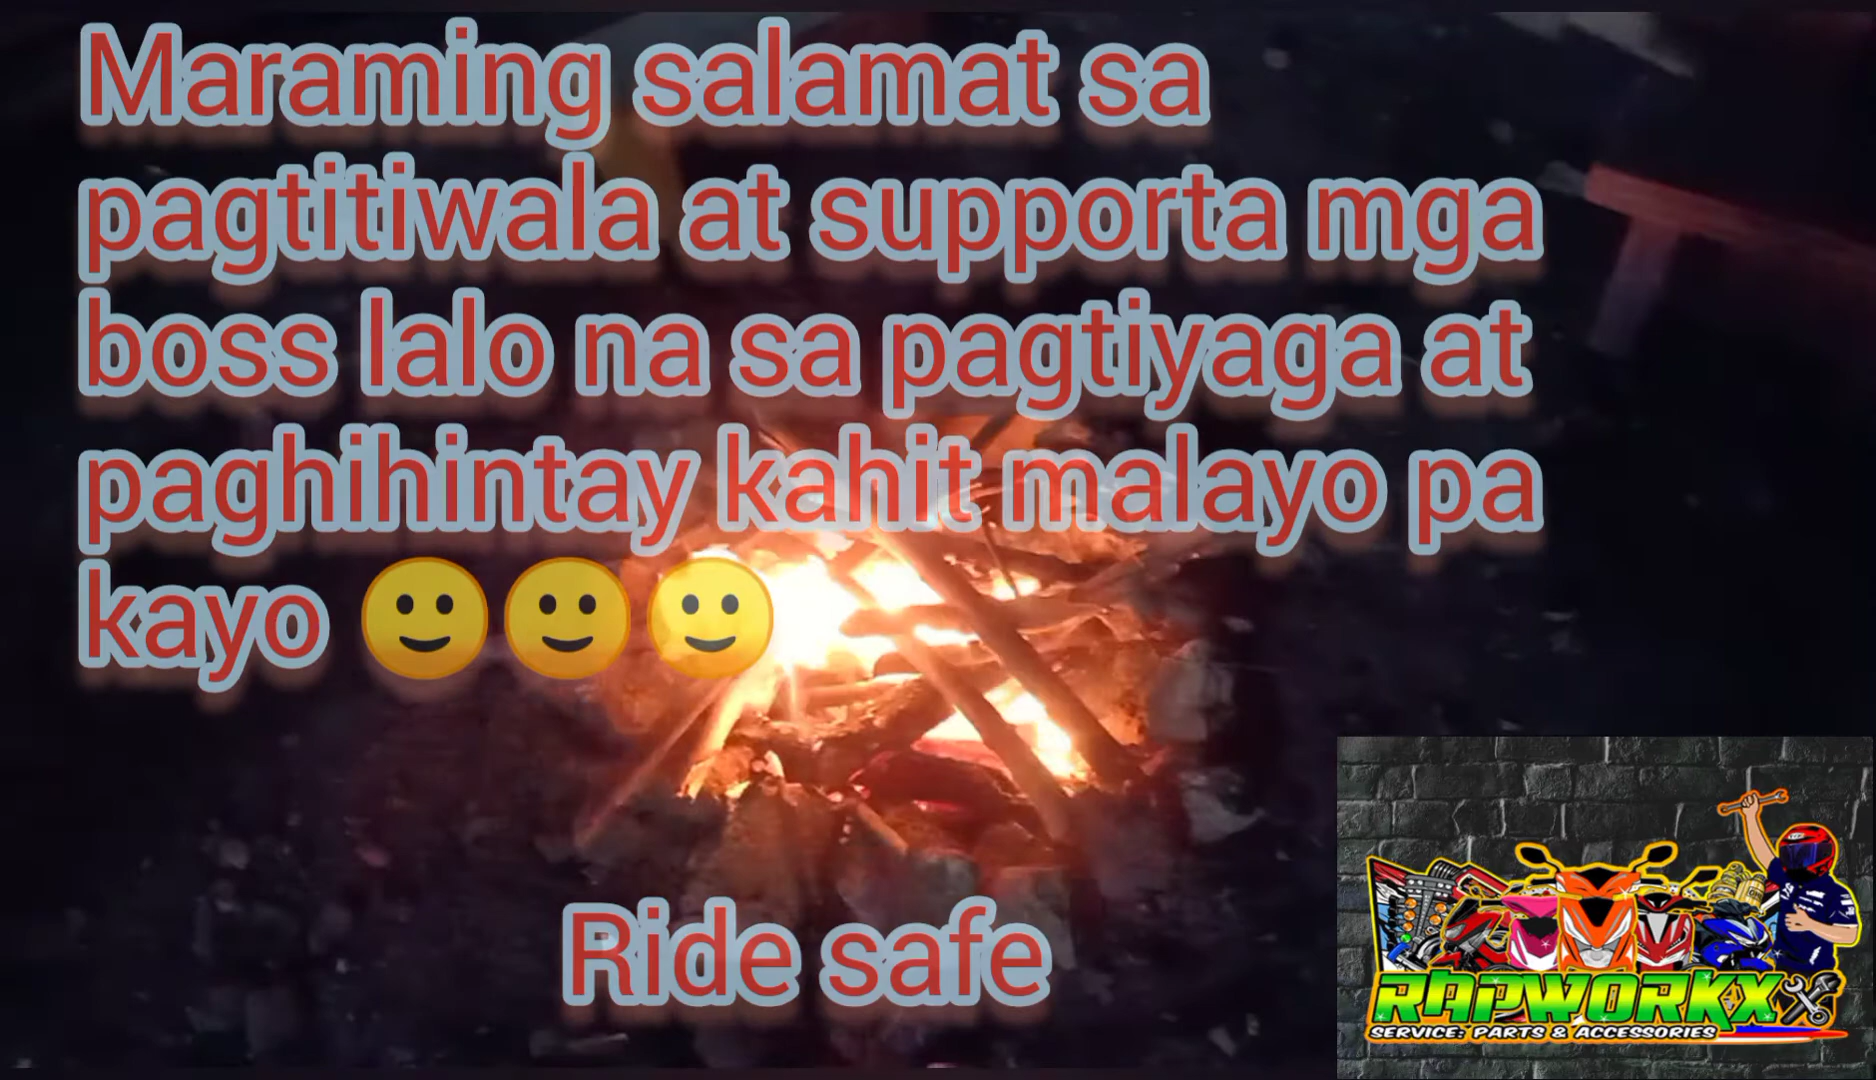 Maraming salamat sa
pagtitiwala at supporta mga
boss lalo na sa pagtiyaga at
paghihintay kahit malayo pa
kayo 🙂🙂🙂
Ride safe
RAPWORKX
SERVICE: PARTS & ACCESSORIES